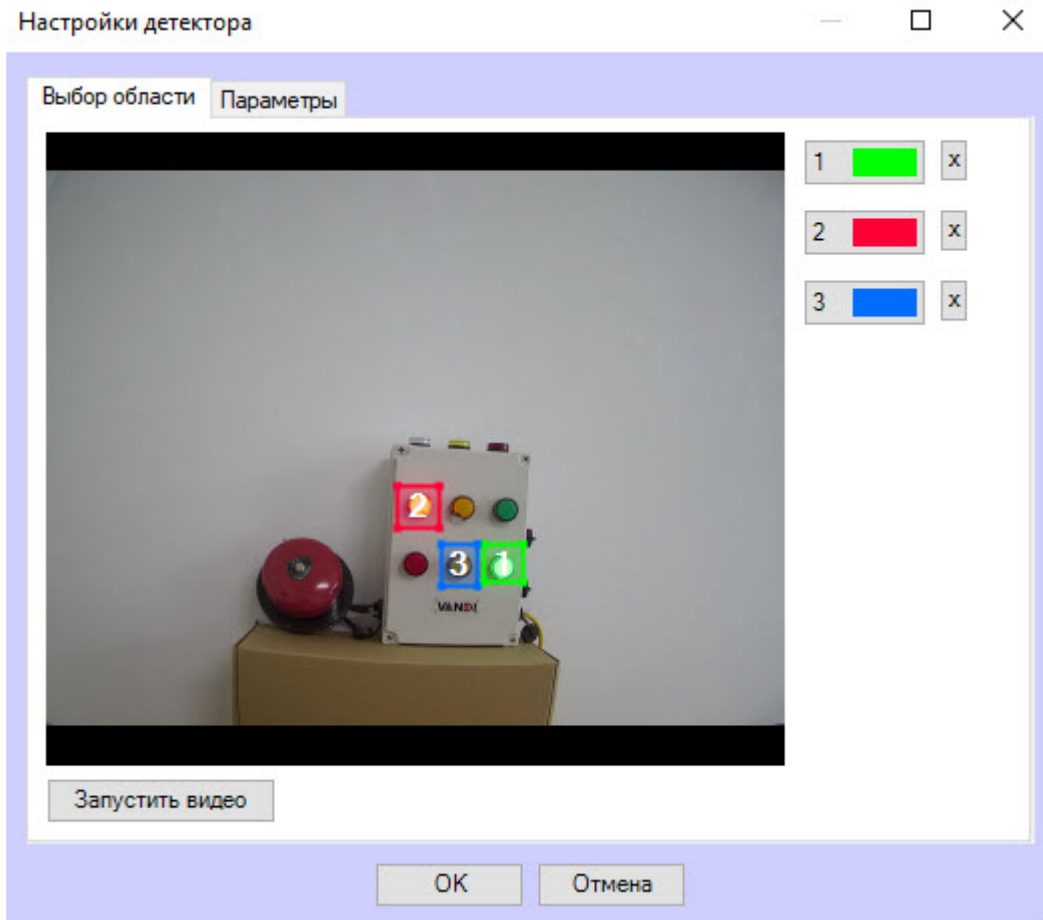 Настройки детектора
Выбор области
Параметры
1
x
2
x
3
x
2
3
1
VANDI
Запустить видео
OK
Отмена